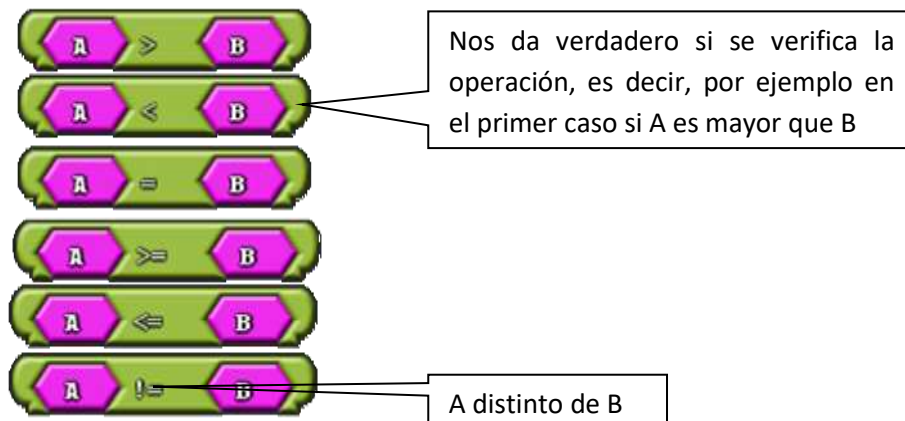 A > B
Nos da verdadero si se verifica la
operación, es decir, por ejemplo en
el primer caso si A es mayor que B
A < B
A = B
A >= B
A <= B
A != B
A distinto de B